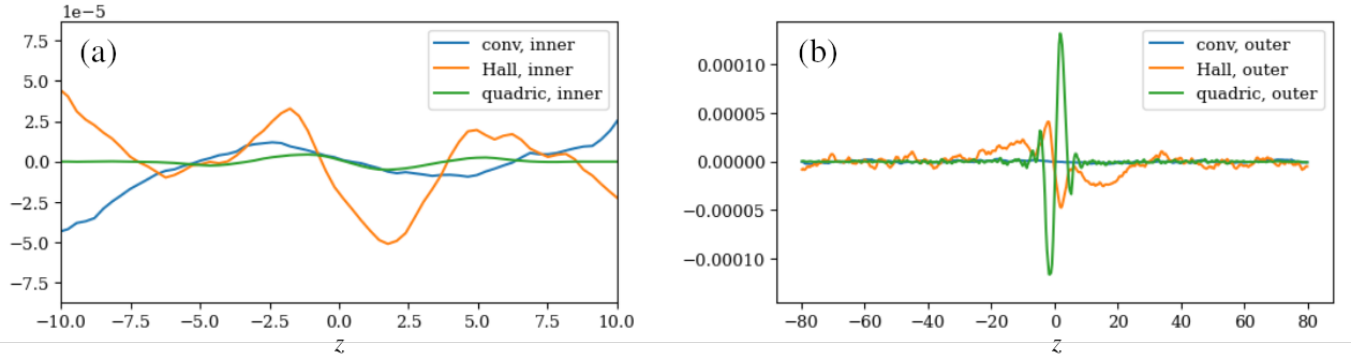 1e−5
(a)
conv, inner
Hall, inner
quadric, inner
7.5
5.0
2.5
0.0
−2.5
−5.0
−7.5
−10.0 −7.5 −5.0 −2.5 0.0 2.5 5.0 7.5 10.0
z
(b)
conv, outer
Hall, outer
quadric, outer
0.00010
0.00005
0.00000
−0.00005
−0.00010
−80 −60 −40 −20 0 20 40 60 80
z